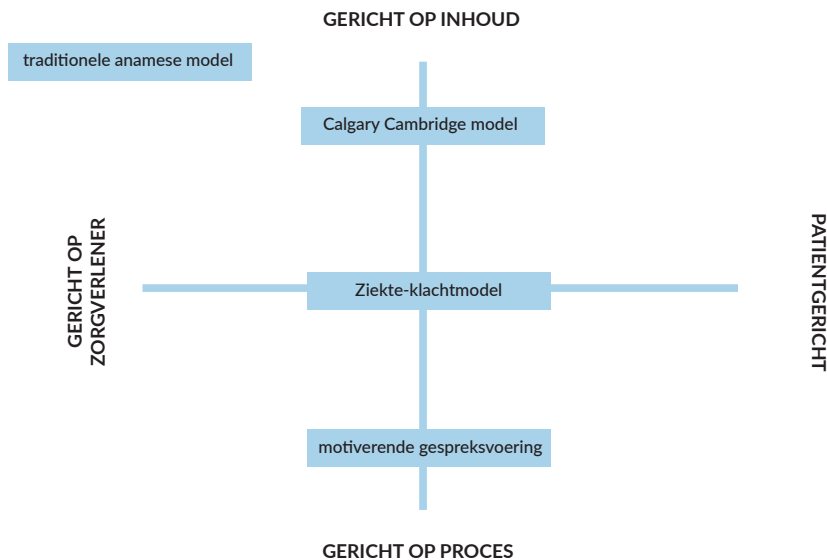 GERICHT OP INHOUD
traditionele anamese model
Calgary Cambridge model
GERICHT OP
ZORGVERLENER
PATIENTGERICHT
Ziekte-klachtmodel
motiverende gespreksvoering
GERICHT OP PROCES